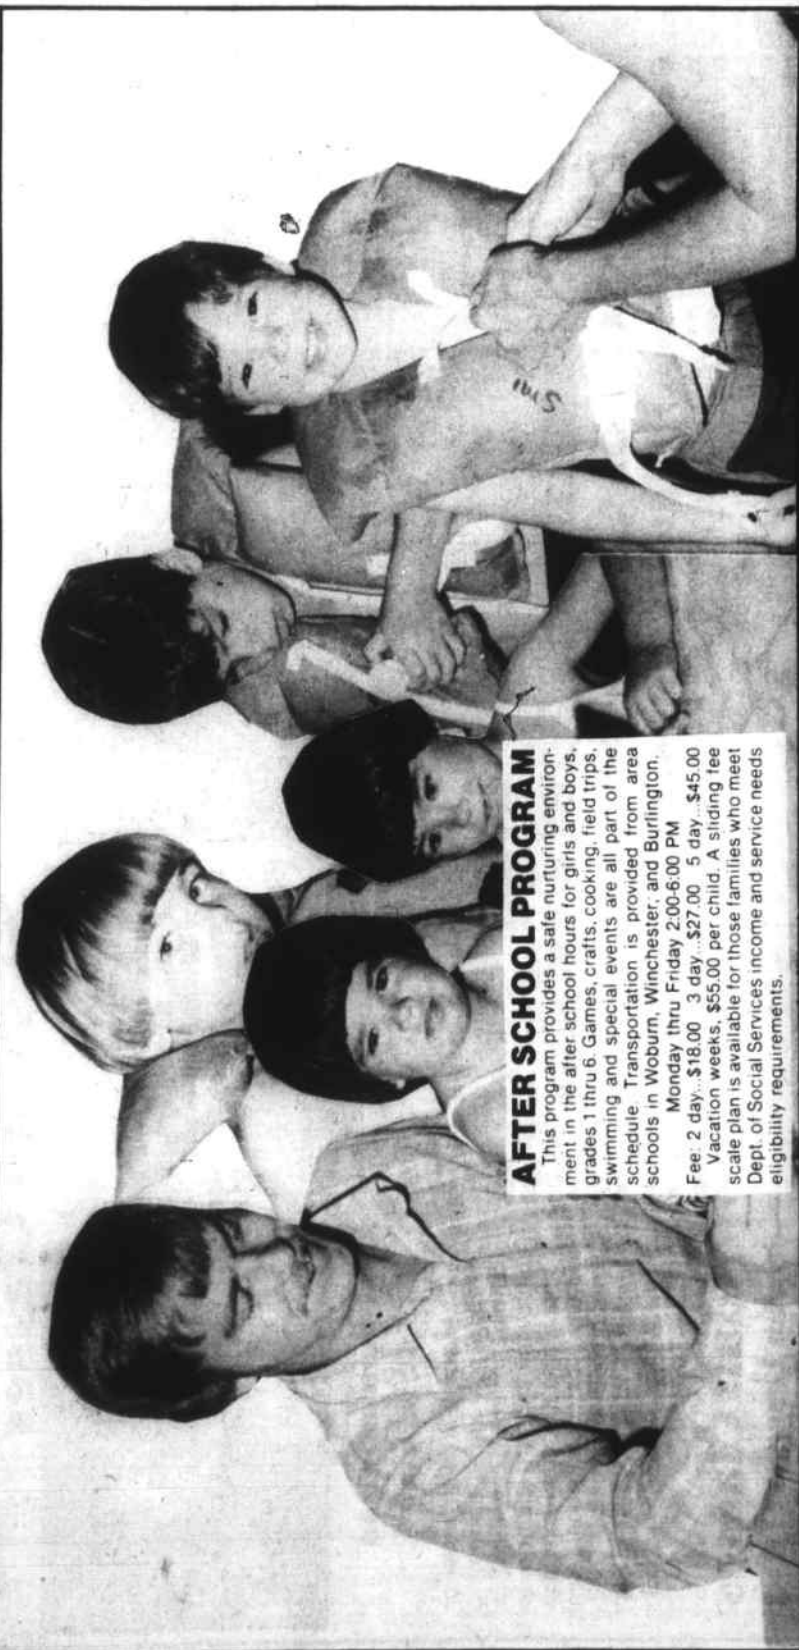 AFTER SCHOOL PROGRAM
This program provides a safe nurturing environ-
ment in the after school hours for girls and boys,
grades 1 thru 6. Games, crafts, cooking, field trips,
swimming and special events are all part of the
schedule. Transportation is provided from area
schools in Woburn, Winchester, and Burlington.
Monday thru Friday 2:00-6:00 PM
Fee: 2 day...$18.00 3 day...$27.00 5 day...$45.00
Vacation weeks, $55.00 per child. A sliding fee
scale plan is available for those families who meet
Dept. of Social Services income and service needs
eligibility requirements.